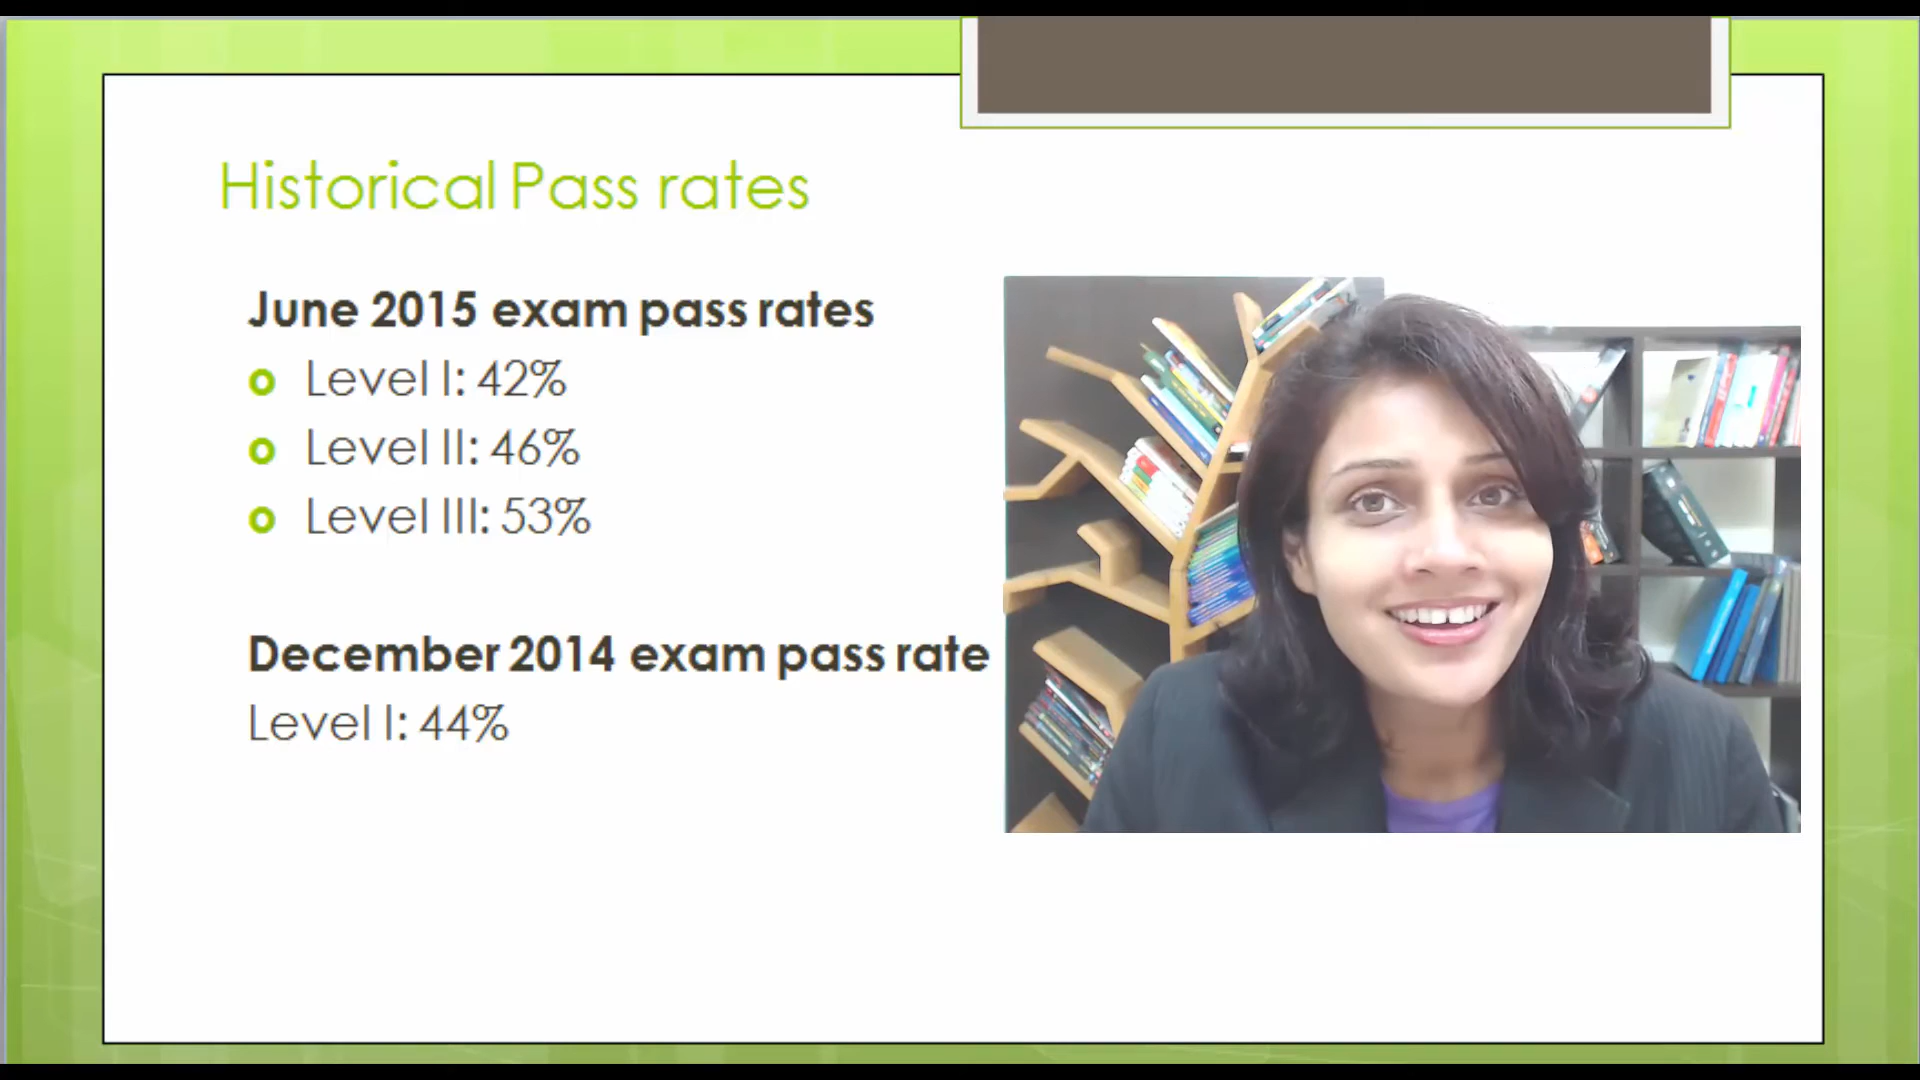 Historical Pass rates
June 2015 exam pass rates
Level I: 42%
Level II: 46%
Level III: 53%
December 2014 exam pass rate
Level I: 44%